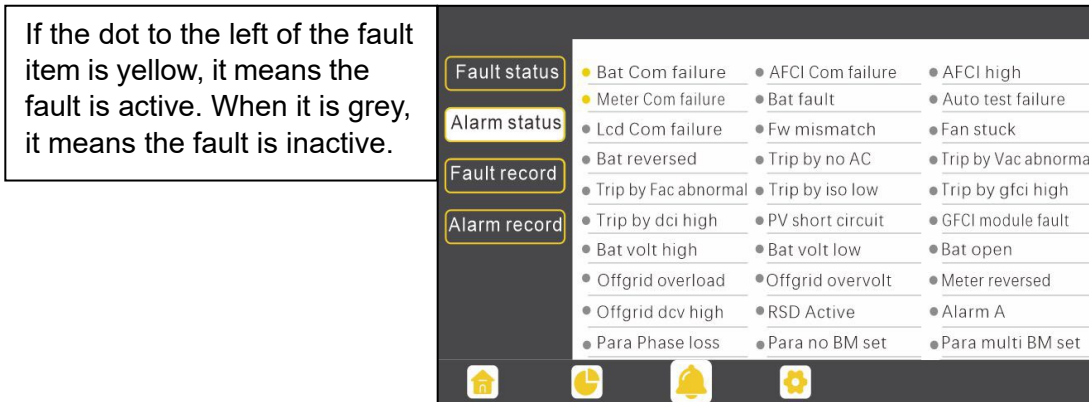 If the dot to the left of the fault
item is yellow, it means the
fault is active. When it is grey,
it means the fault is inactive.
Fault status
Alarm status
Fault record
Alarm record
Bat Com failure AFCI Com failure AFCI high
Meter Com failure Bat fault Auto test failure
Lcd Com failure Fw mismatch Fan stuck
Bat reversed Trip by no AC Trip by Vac abnorma
Trip by Fac abnormal Trip by iso low Trip by gfci high
Trip by dci high PV short circuit GFCI module fault
Bat volt high Bat volt low Bat open
Offgrid overload Offgrid overvolt Meter reversed
Offgrid dcv high RSD Active Alarm A
Para Phase loss Para no BM set Para multi BM set